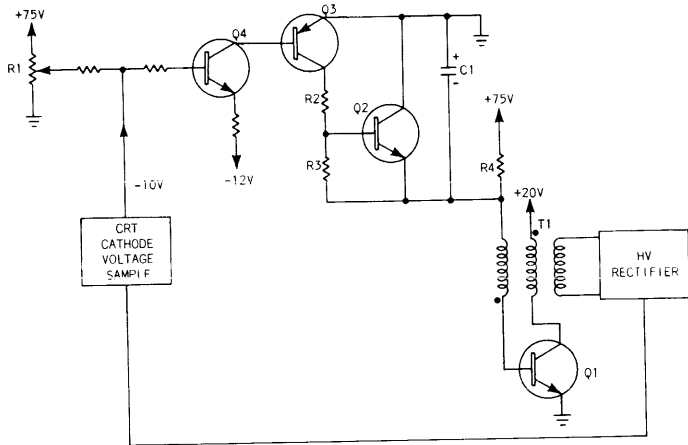 +75V
R1
Q4
Q3
R2
Q2
R3
+
C1
-
+75V
R4
-12V
-10V
+20V
T1
CRT
CATHODE
VOLTAGE
SAMPLE
HV
RECTIFIER
Q1